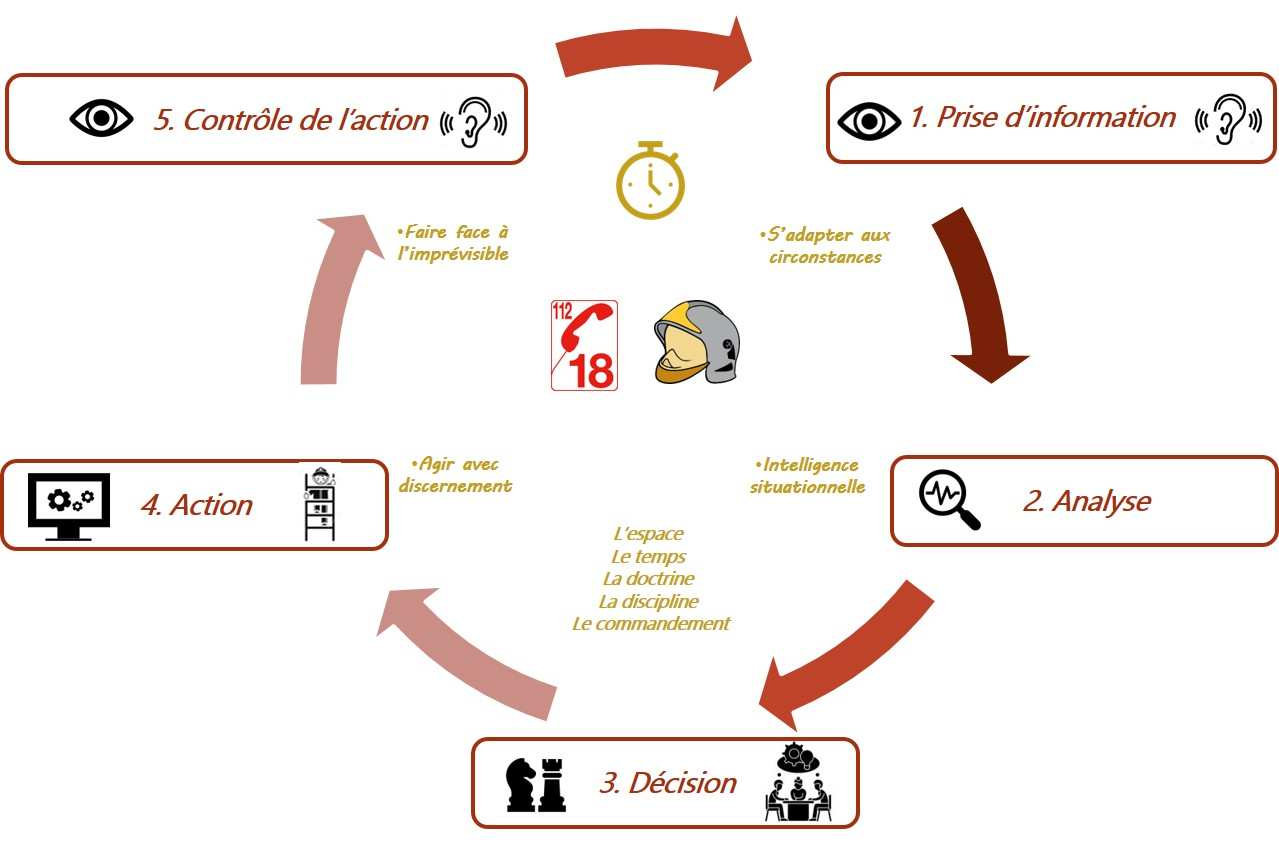 5. Contrôle de l'action
1. Prise d'information
•Faire face à
l'imprévisible
•S'adapter aux
circonstances
112
18
•Agir avec
discernement
•Intelligence
situationnelle
4. Action
2. Analyse
L'espace
Le temps
La doctrine
La discipline
Le commandement
3. Décision